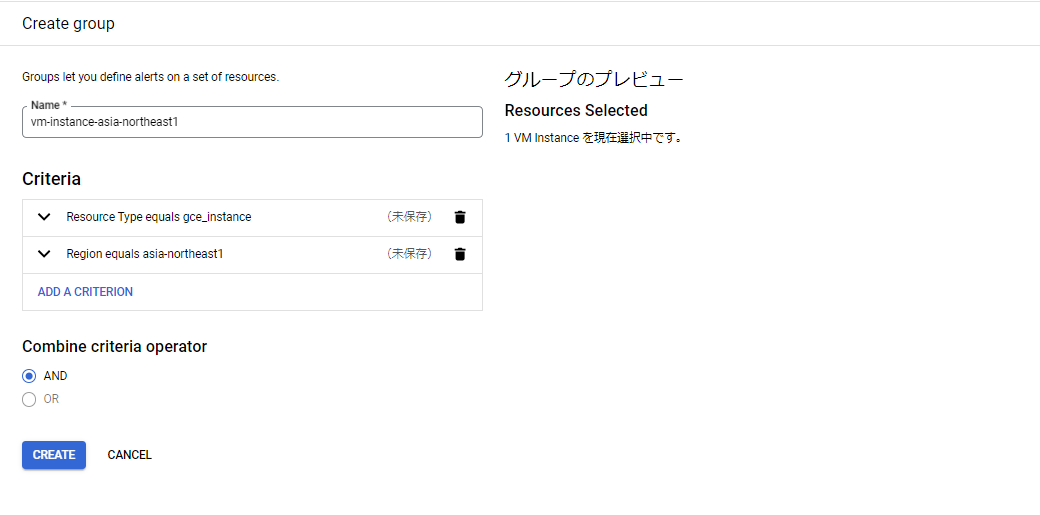 Create group
Groups let you define alerts on a set of resources.
Name *
vm-instance-asia-northeast1
Criteria
Resource Type equals gce_instance （未保存）
Region equals asia-northeast1 （未保存）
ADD A CRITERION
Combine criteria operator
AND
OR
CREATE CANCEL
グループのプレビュー
Resources Selected
1 VM Instance を現在選択中です。